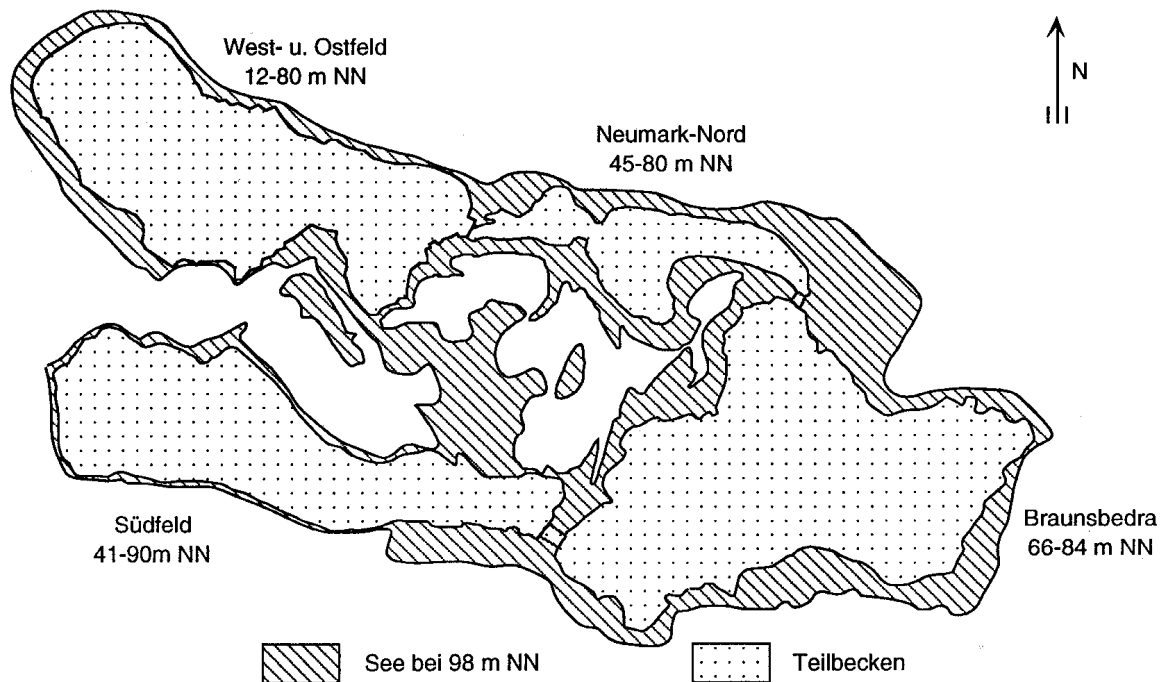 West- u. Ostfeld
12-80 m NN
N
Neumark-Nord
45-80 m NN
Südfeld
41-90m NN
Braunsbedra
66-84 m NN
See bei 98 m NN
Teilbecken